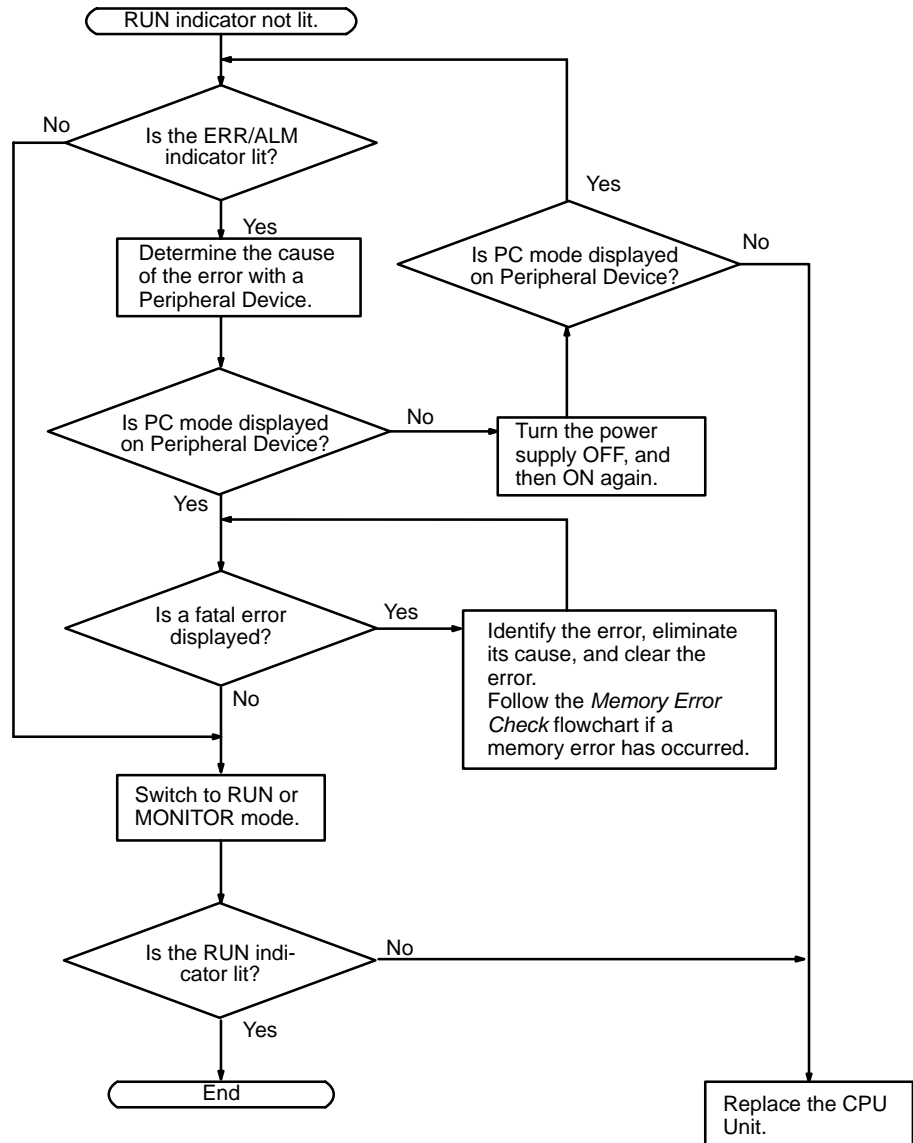 RUN indicator not lit.
No
Is the ERR/ALM
indicator lit?
Yes
Determine the cause
of the error with a
Peripheral Device.
Yes
Is PC mode displayed
on Peripheral Device?
No
Is PC mode displayed
on Peripheral Device?
No
Turn the power
supply OFF, and
then ON again.
Yes
Is a fatal error
displayed?
Yes
Identify the error, eliminate
its cause, and clear the
error.
Follow the Memory Error
Check flowchart if a
memory error has occurred.
No
Switch to RUN or
MONITOR mode.
Is the RUN indi-
cator lit?
No
Yes
End
Replace the CPU
Unit.